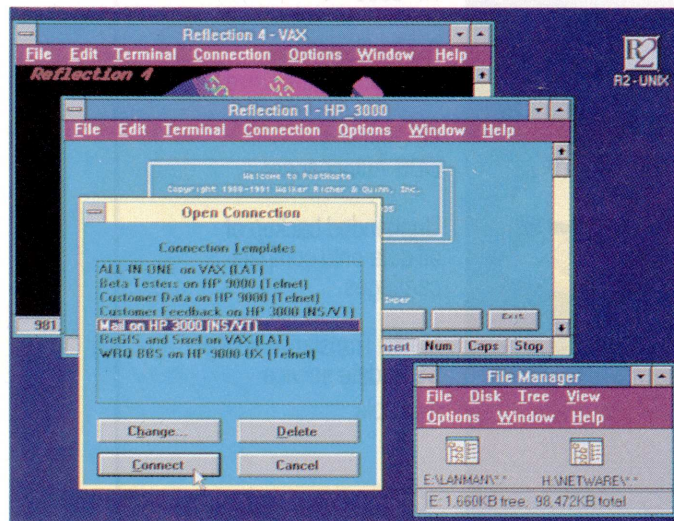 Reflection 4 - VAX
File Edit Terminal Connection Options Window Help
Reflection 4
R2
R2-UNIX
Reflection 1 - HP_3000
File Edit Terminal Connection Options Window Help
Welcome to PostHaste
Copyright 1988-1991 Walker Richer & Quinn, Inc.
Open Connection
Connection Templates
ALL-IN-ONE on VAX (LAT)
Beta Testers on HP 9000 (Telnet)
Customer Data on HP 9000 (Telnet)
Customer Feedback on HP 3000 (NS/VT)
Mail on HP 3000 (NS/VT)
ReGIS and Sixel on VAX (LAT)
WRQ BBS on HP 9000-UX (Telnet)
Change...
Delete
Connect
Cancel
Exit
981
Insert Num Caps Stop
File Manager
File Disk Tree View
Options Window Help
E:\LANMAN\*.*
H:\NETWARE\*.*
E: 1,660KB free, 98,472KB total